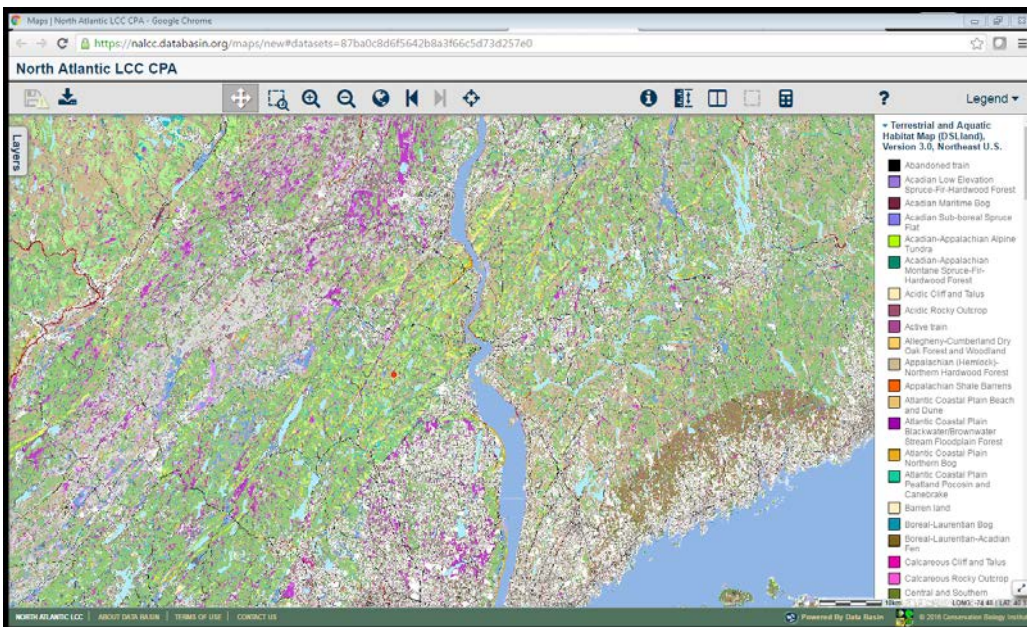 Maps | North Atlantic LCC CPA - Google Chrome
https://nalcc.databasin.org/maps/new#datasets=87ba0c8d6f5642b8a3f66c5d73d257e0
North Atlantic LCC CPA
? Legend
Layers
Terrestrial and Aquatic
Habitat Map (DSLland),
Version 3.0, Northeast U.S.
Abandoned train
Acadian Low Elevation
Spruce-Fir-Hardwood Forest
Acadian Maritime Bog
Acadian Sub-boreal Spruce
Flat
Acadian-Appalachian Alpine
Tundra
Acadian-Appalachian
Montane Spruce-Fir-
Hardwood Forest
Acidic Cliff and Talus
Acidic Rocky Outcrop
Active train
Allegheny-Cumberland Dry
Oak Forest and Woodland
Appalachian (Hemlock)-
Northern Hardwood Forest
Appalachian Shale Barrens
Atlantic Coastal Plain Beach
and Dune
Atlantic Coastal Plain
Blackwater/Brownwater
Stream Floodplain Forest
Atlantic Coastal Plain
Northern Bog
Atlantic Coastal Plain
Peatland Pocosin and
Canebrake
Barren land
Boreal-Laurentian Bog
Boreal-Laurentian-Acadian
Fen
Calcareous Cliff and Talus
Calcareous Rocky Outcrop
Central and Southern
10km
NORTH ATLANTIC LCC | ABOUT DATA BASIN | TERMS OF USE | CONTACT US
Powered By Data Basin
© 2016 Conservation Biology